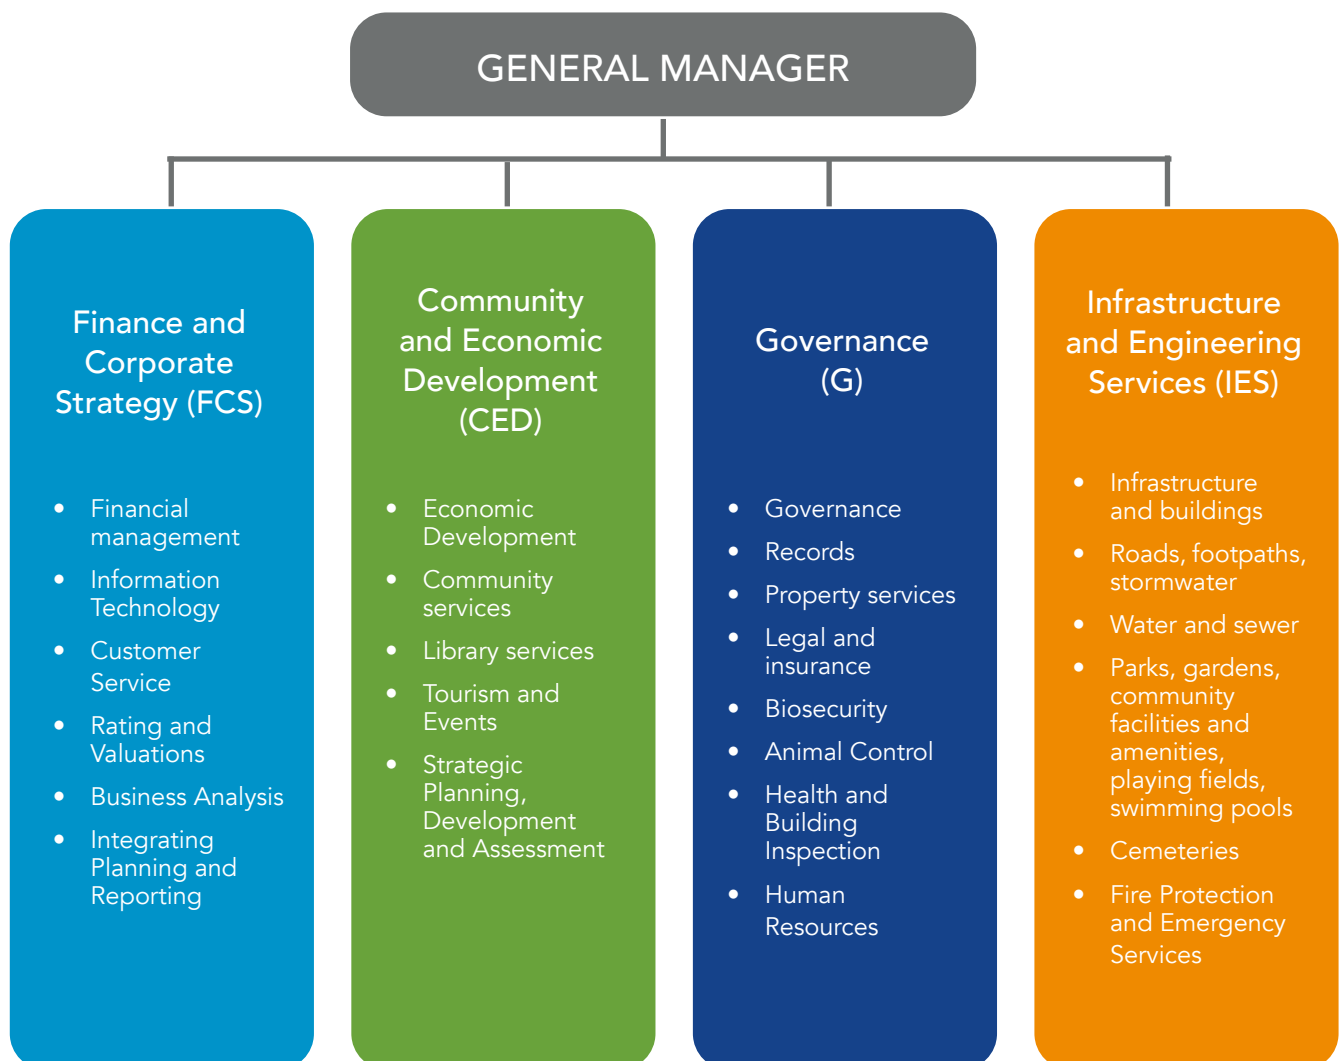 GENERAL MANAGER
Finance and
Corporate
Strategy (FCS)
• Financial
management
• Information
Technology
• Customer
Service
• Rating and
Valuations
• Business Analysis
• Integrating
Planning and
Reporting
Community
and Economic
Development
(CED)
• Economic
Development
• Community
services
• Library services
• Tourism and
Events
• Strategic
Planning,
Development
and Assessment
Governance
(G)
• Governance
• Records
• Property services
• Legal and
insurance
• Biosecurity
• Animal Control
• Health and
Building
Inspection
• Human
Resources
Infrastructure
and Engineering
Services (IES)
• Infrastructure
and buildings
• Roads, footpaths,
stormwater
• Water and sewer
• Parks, gardens,
community
facilities and
amenities,
playing fields,
swimming pools
• Cemeteries
• Fire Protection
and Emergency
Services